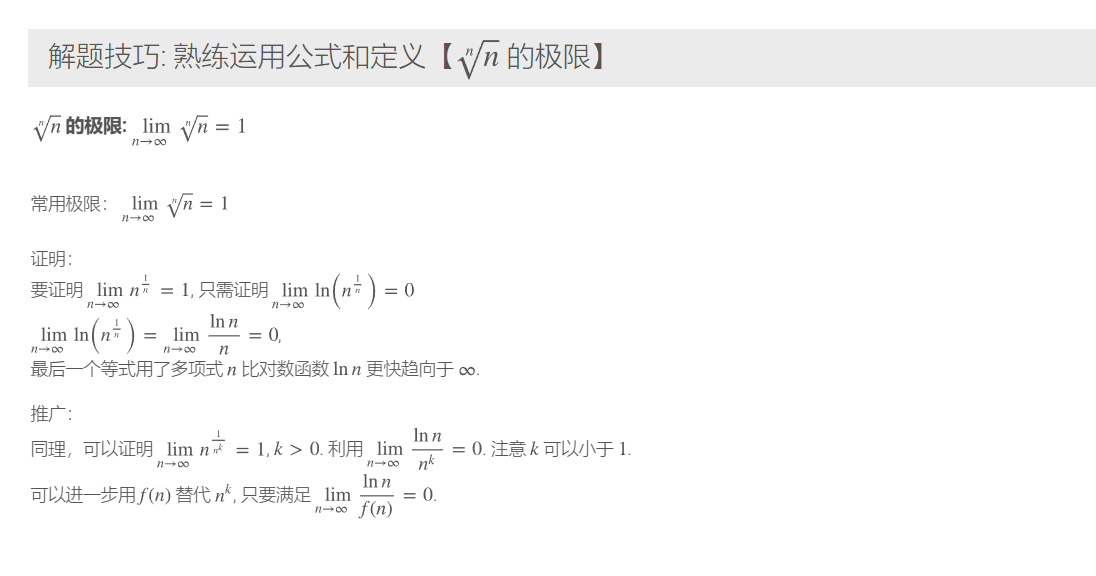 解题技巧: 熟练运用公式和定义【$\sqrt[n]{n}$ 的极限】
$\sqrt[n]{n}$ 的极限: $\lim_{n\to\infty} \sqrt[n]{n} = 1$
常用极限： $\lim_{n\to\infty} \sqrt[n]{n} = 1$
证明：
要证明 $\lim_{n\to\infty} n^{\frac{1}{n}} = 1$, 只需证明 $\lim_{n\to\infty} \ln\left(n^{\frac{1}{n}}\right) = 0$
$\lim_{n\to\infty} \ln\left(n^{\frac{1}{n}}\right) = \lim_{n\to\infty} \frac{\ln n}{n} = 0$,
最后一个等式用了多项式 $n$ 比对数函数 $\ln n$ 更快趋向于 $\infty$.
推广：
同理，可以证明 $\lim_{n\to\infty} n^{\frac{1}{n^k}} = 1, k > 0$. 利用 $\lim_{n\to\infty} \frac{\ln n}{n^k} = 0$. 注意 $k$ 可以小于 1.
可以进一步用 $f(n)$ 替代 $n^k$, 只要满足 $\lim_{n\to\infty} \frac{\ln n}{f(n)} = 0$.